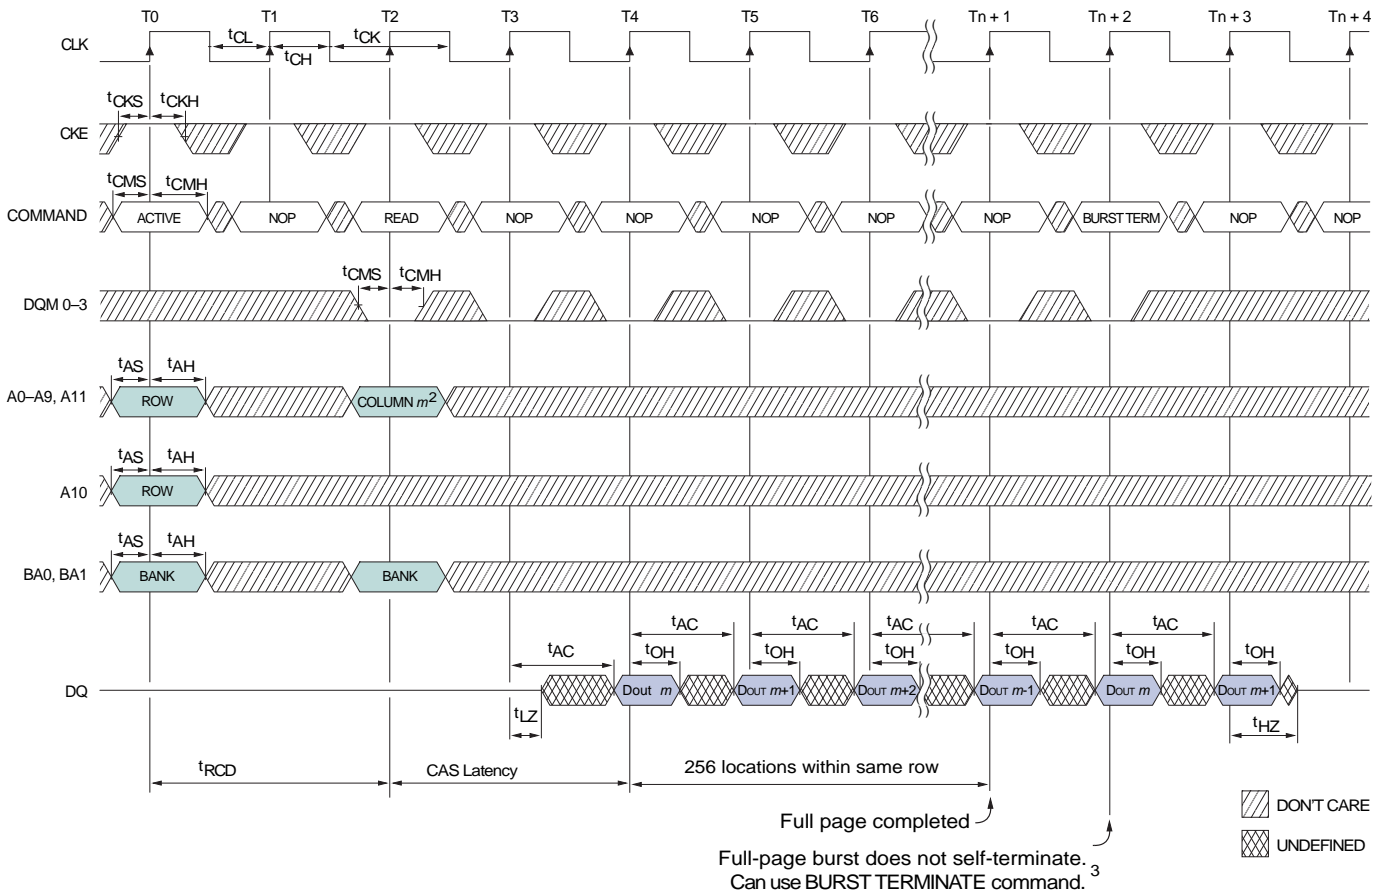 T0 T1 T2 T3 T4 T5 T6 Tn + 1 Tn + 2 Tn + 3 Tn + 4
CLK tCL tCH tCK
tCKS tCKH
CKE
tCMS tCMH
COMMAND ACTIVE NOP READ NOP NOP NOP NOP NOP BURST TERM NOP NOP
tCMS tCMH
DQM 0–3
tAS tAH
A0–A9, A11 ROW COLUMN m2
tAS tAH
A10 ROW
tAS tAH
BA0, BA1 BANK BANK
tAC tAC tAC tAC tAC tAC
tOH tOH tOH tOH tOH tOH
DQ Dout m DOUT m+1 DOUT m+2 DOUT m-1 DOUT m DOUT m+1
tLZ tHZ
tRCD CAS Latency 256 locations within same row
Full page completed
DON'T CARE
UNDEFINED
Full-page burst does not self-terminate. 3
Can use BURST TERMINATE command.